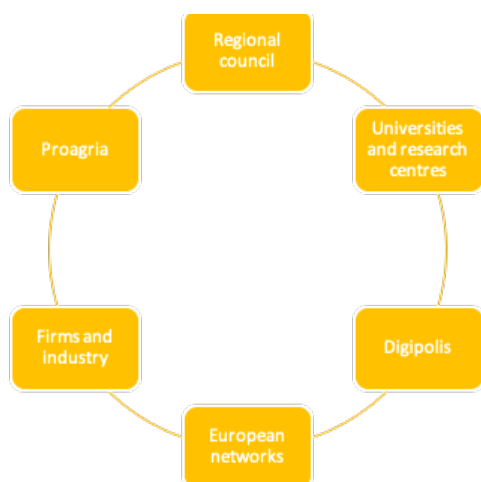 Regional
council
Universities
and research
centres
Digipolis
European
networks
Firms and
industry
Proagria